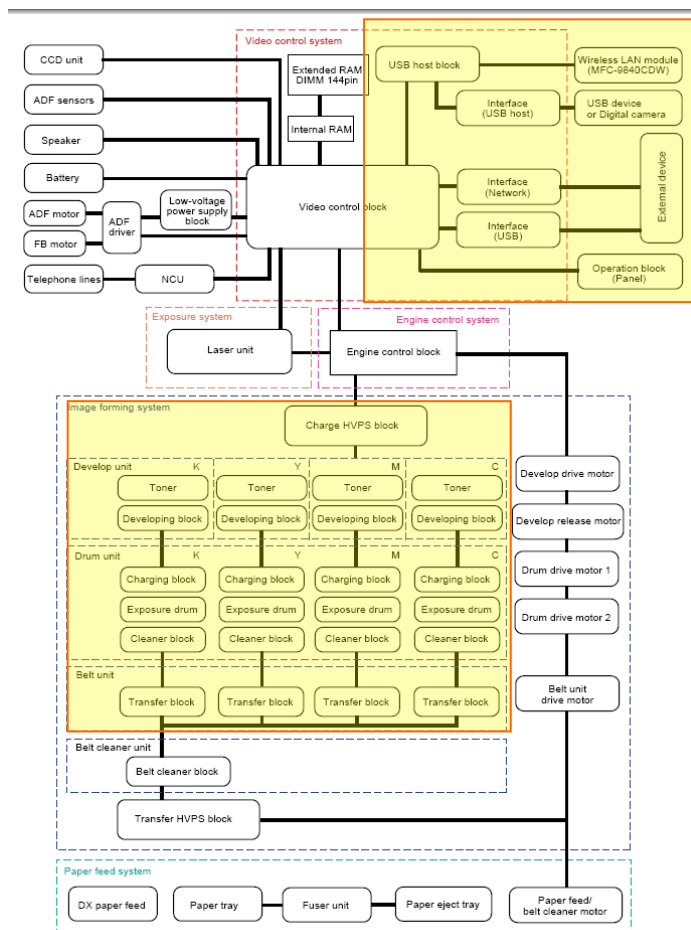 Video control system
CCD unit
Extended RAM
DIMM 144pin
USB host block
Wireless LAN module
(MFC-9840CDW)
ADF sensors
Interface
(USB host)
USB device
or Digital camera
Speaker
Internal RAM
Battery
Low-voltage
power supply
block
Video control block
Interface
(Network)
External device
ADF motor
ADF
driver
FB motor
Interface
(USB)
Telephone lines
NCU
Operation block
(Panel)
Exposure system
Engine control system
Laser unit
Engine control block
Image forming system
Charge HVPS block
Develop unit
K
Y
M
C
Toner
Toner
Toner
Toner
Developing block
Developing block
Developing block
Developing block
Develop drive motor
Develop release motor
Drum unit
K
Y
M
C
Charging block
Charging block
Charging block
Charging block
Drum drive motor 1
Exposure drum
Exposure drum
Exposure drum
Exposure drum
Drum drive motor 2
Cleaner block
Cleaner block
Cleaner block
Cleaner block
Belt unit
Transfer block
Transfer block
Transfer block
Transfer block
Belt unit
drive motor
Belt cleaner unit
Belt cleaner block
Transfer HVPS block
Paper feed system
DX paper feed
Paper tray
Fuser unit
Paper eject tray
Paper feed/
belt cleaner motor